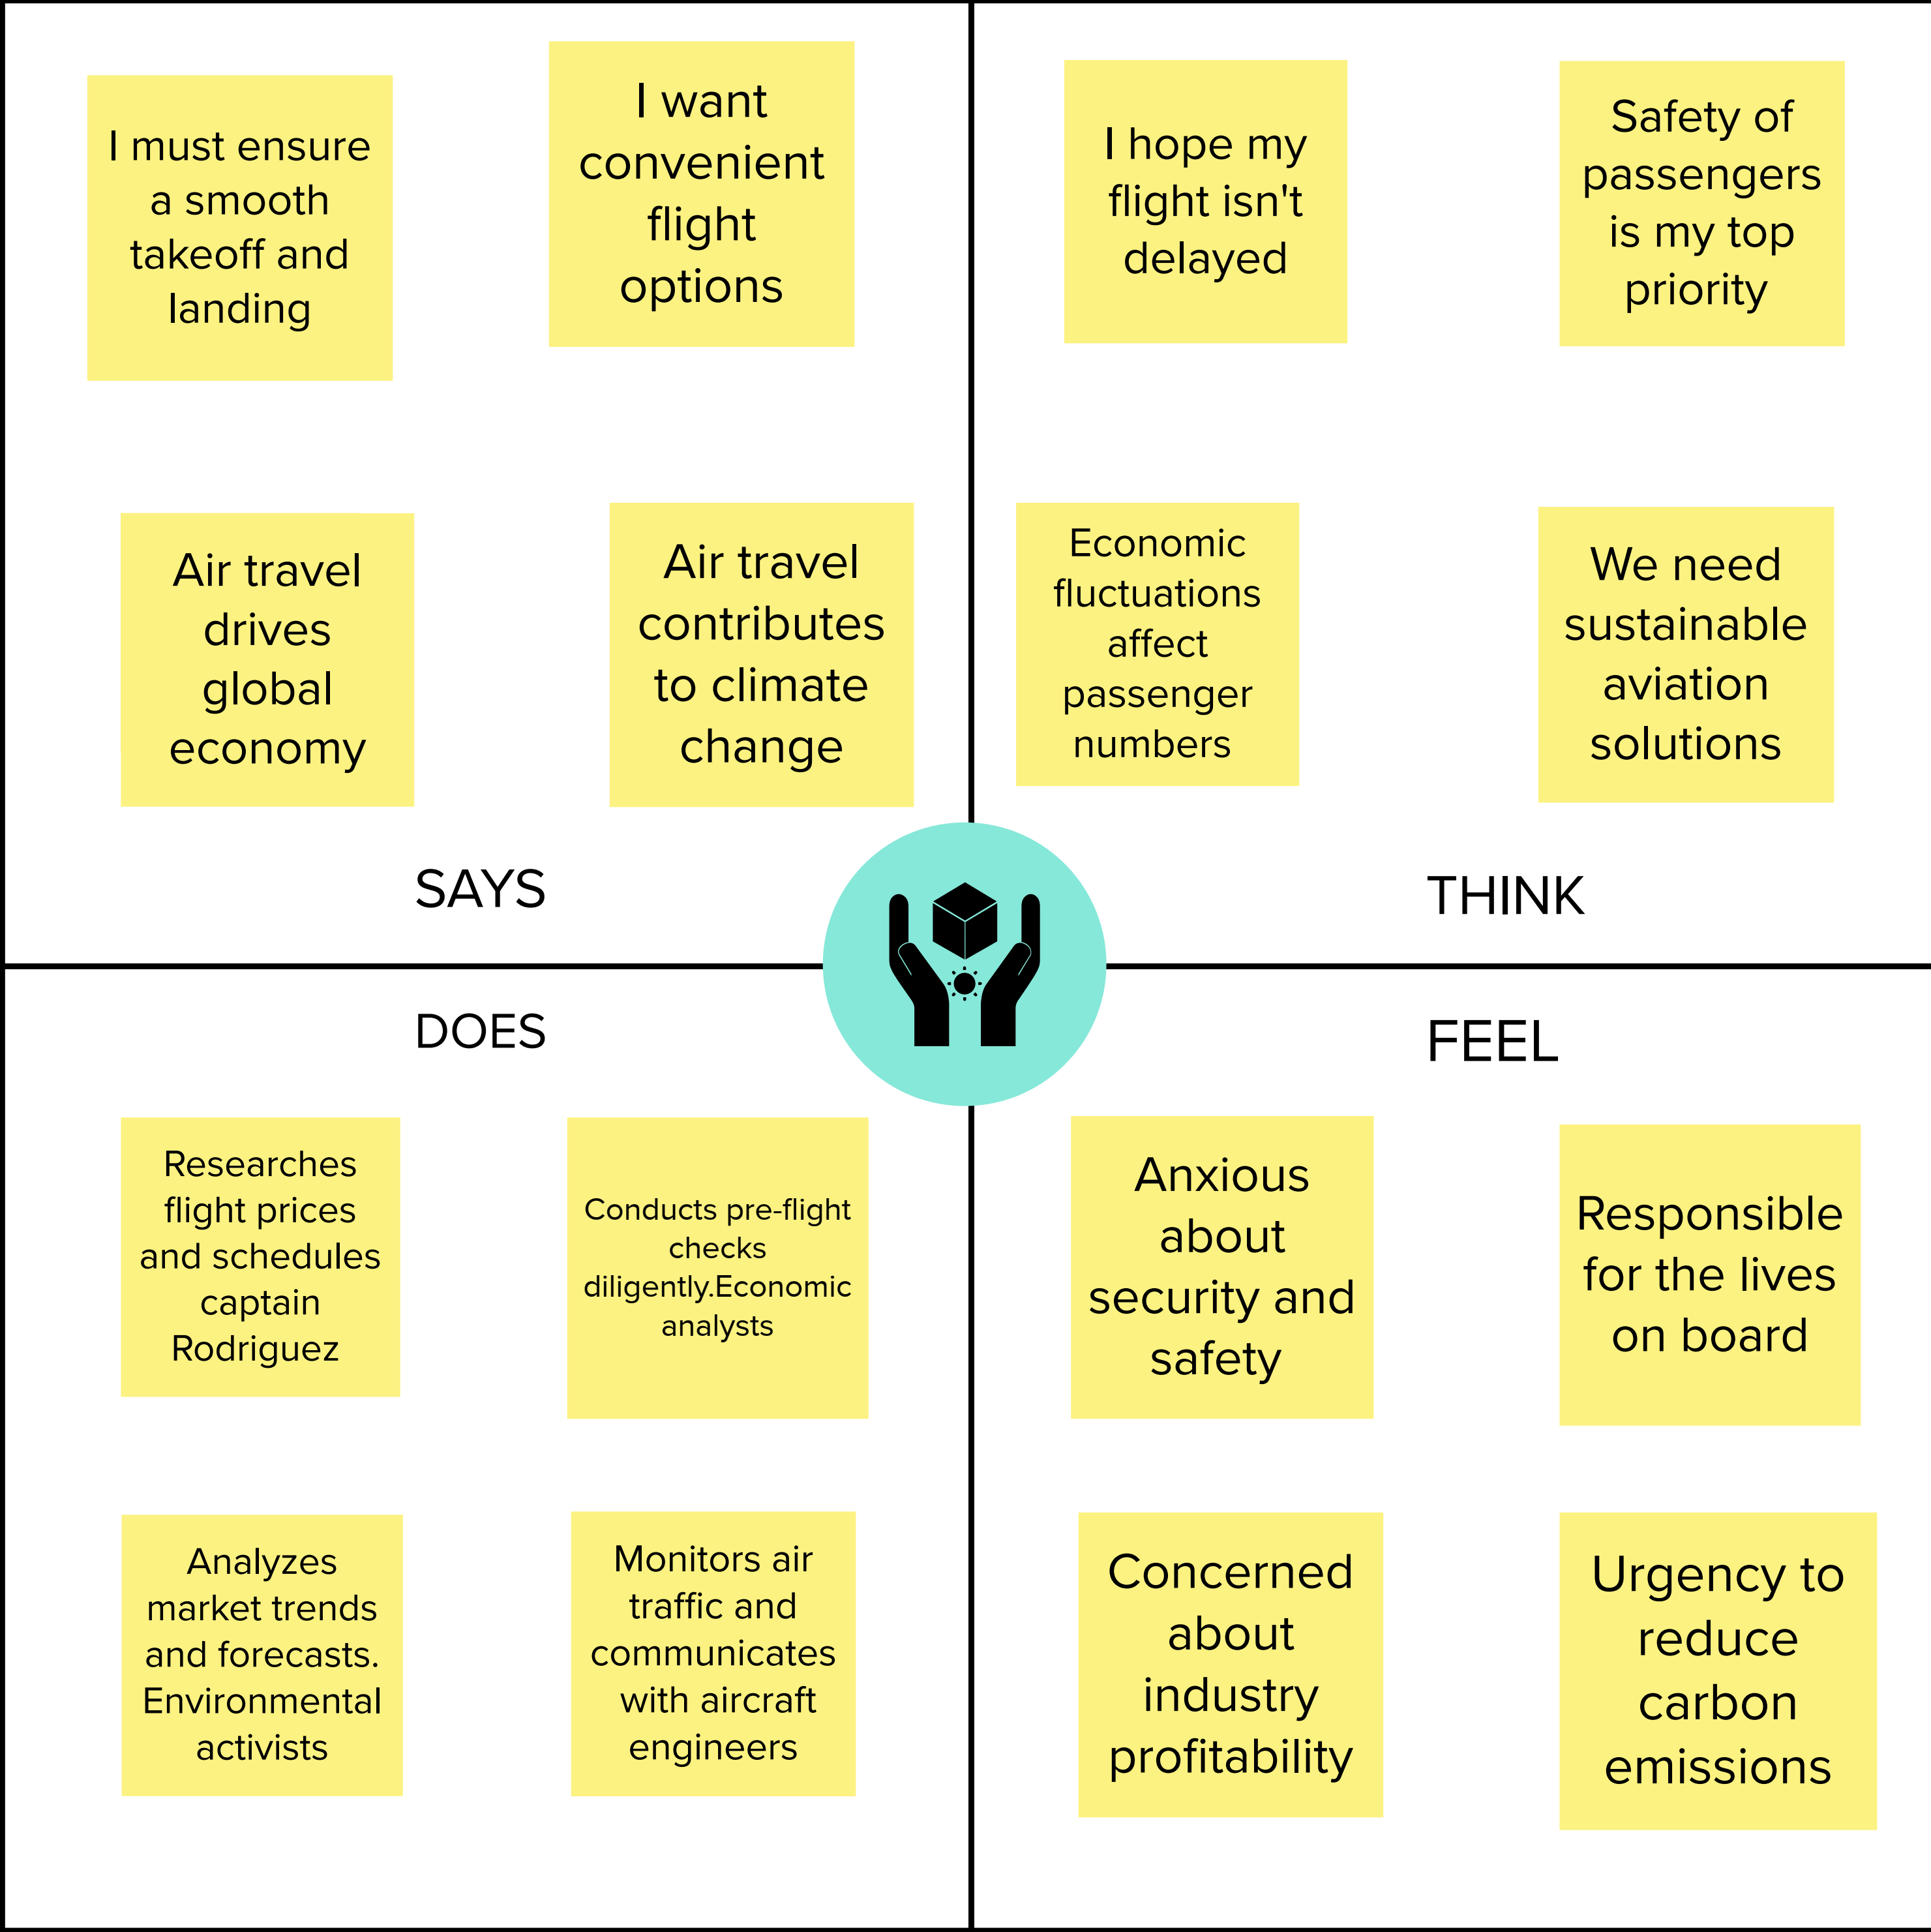 I must ensure
a smooth
takeoff and
landing
I want
convenient
flight
options
Air travel
drives
global
economy
Air travel
contributes
to climate
change
SAYS
I hope my
flight isn't
delayed
Safety of
passengers
is my top
priority
Economic
fluctuations
affect
passenger
numbers
We need
sustainable
aviation
solutions
THINK
DOES
Researches
flight prices
and schedules
captain
Rodriguez
Conducts pre-flight
checks
diligently.Economic
analysts
Analyzes
market trends
and forecasts.
Environmental
activists
Monitors air
traffic and
communicates
with aircraft
engineers
FEEL
Anxious
about
security and
safety
Responsible
for the lives
on board
Concerned
about
industry
profitability
Urgency to
reduce
carbon
emissions